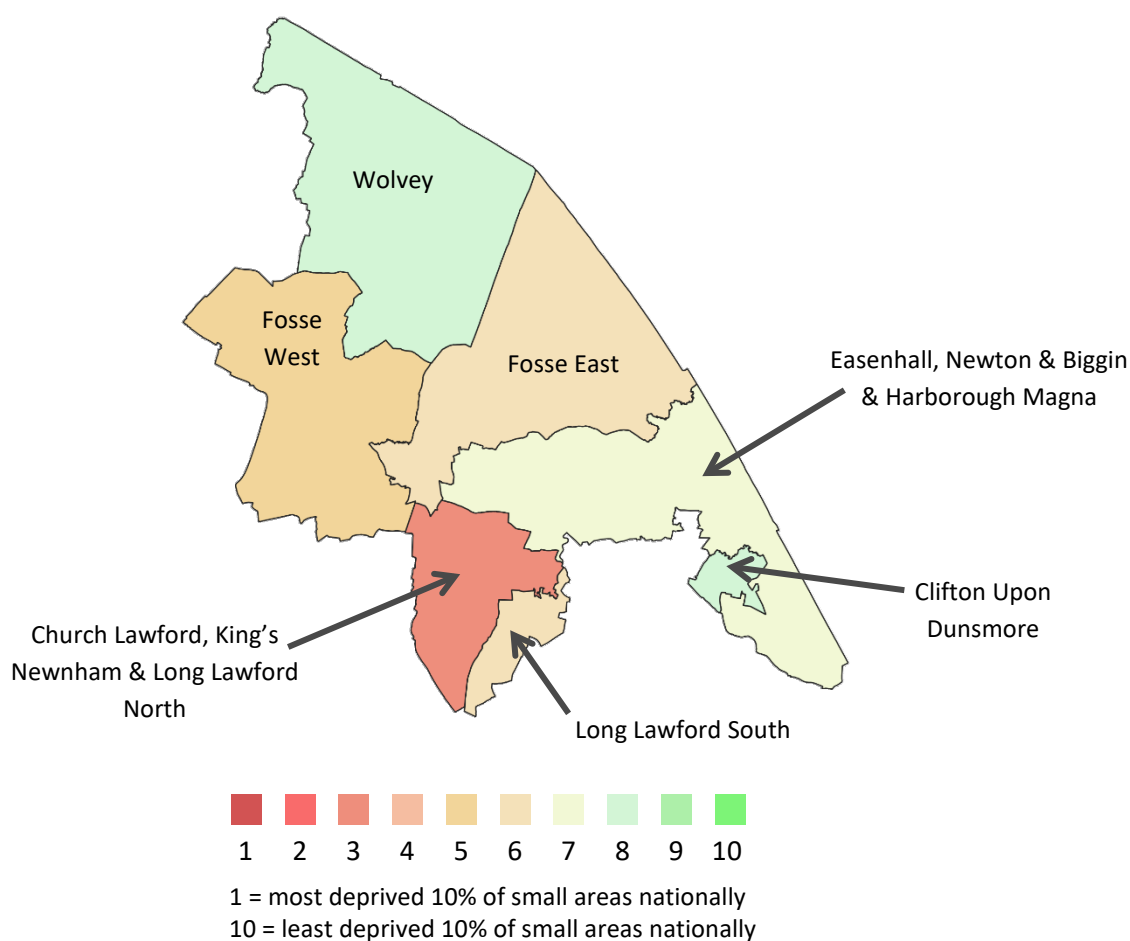 Wolvey
Fosse
West
Fosse East
Easenhall, Newton & Biggin
& Harborough Magna
Clifton Upon
Dunsmore
Church Lawford, King’s
Newnham & Long Lawford
North
Long Lawford South
1 2 3 4 5 6 7 8 9 10
1 = most deprived 10% of small areas nationally
10 = least deprived 10% of small areas nationally